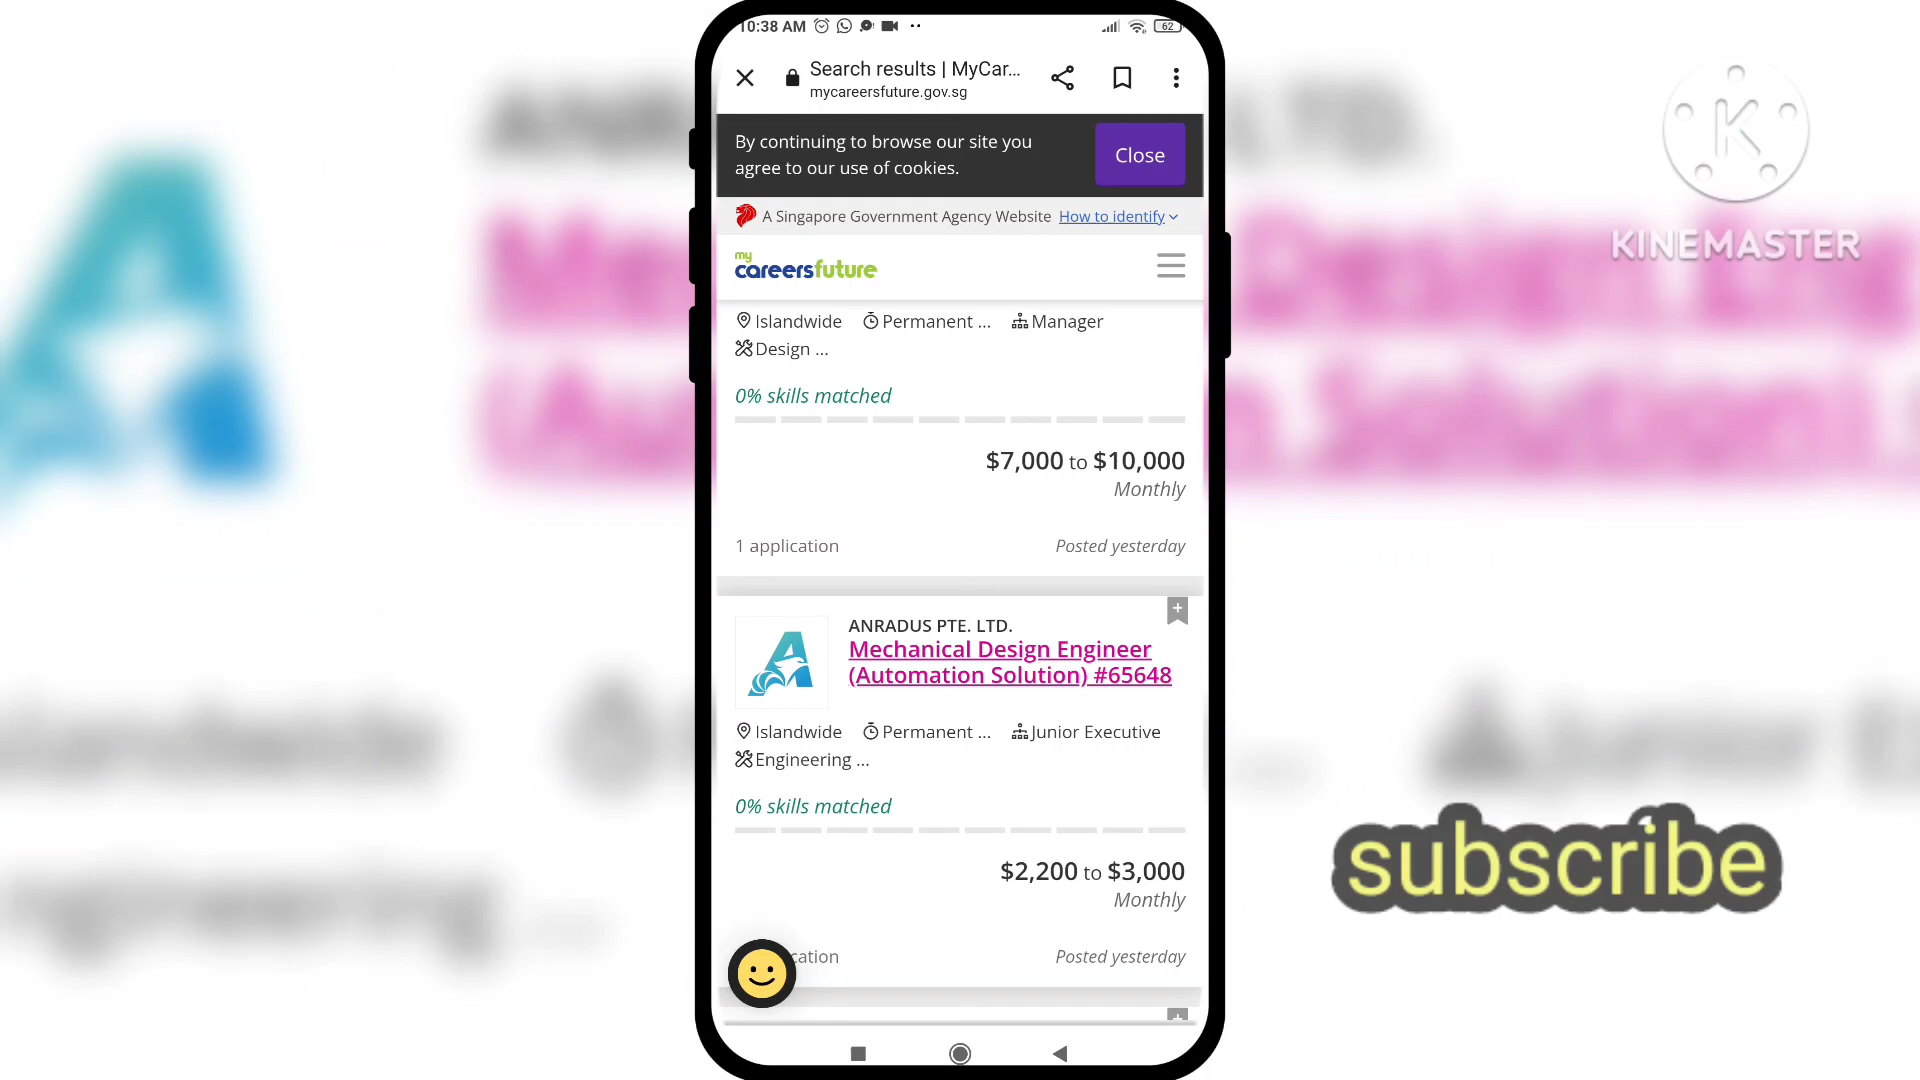 10:38 AM
62
Search results | MyCar...
mycareersfuture.gov.sg
By continuing to browse our site you
agree to our use of cookies.
Close
A Singapore Government Agency Website How to identify
my
careersfuture
Islandwide Permanent ... Manager
Design ...
0% skills matched
$7,000 to $10,000
Monthly
1 application Posted yesterday
ANRADUS PTE. LTD.
Mechanical Design Engineer
(Automation Solution) #65648
Islandwide Permanent ... Junior Executive
Engineering ...
0% skills matched
$2,200 to $3,000
Monthly
cation Posted yesterday
K
KINEMASTER
subscribe